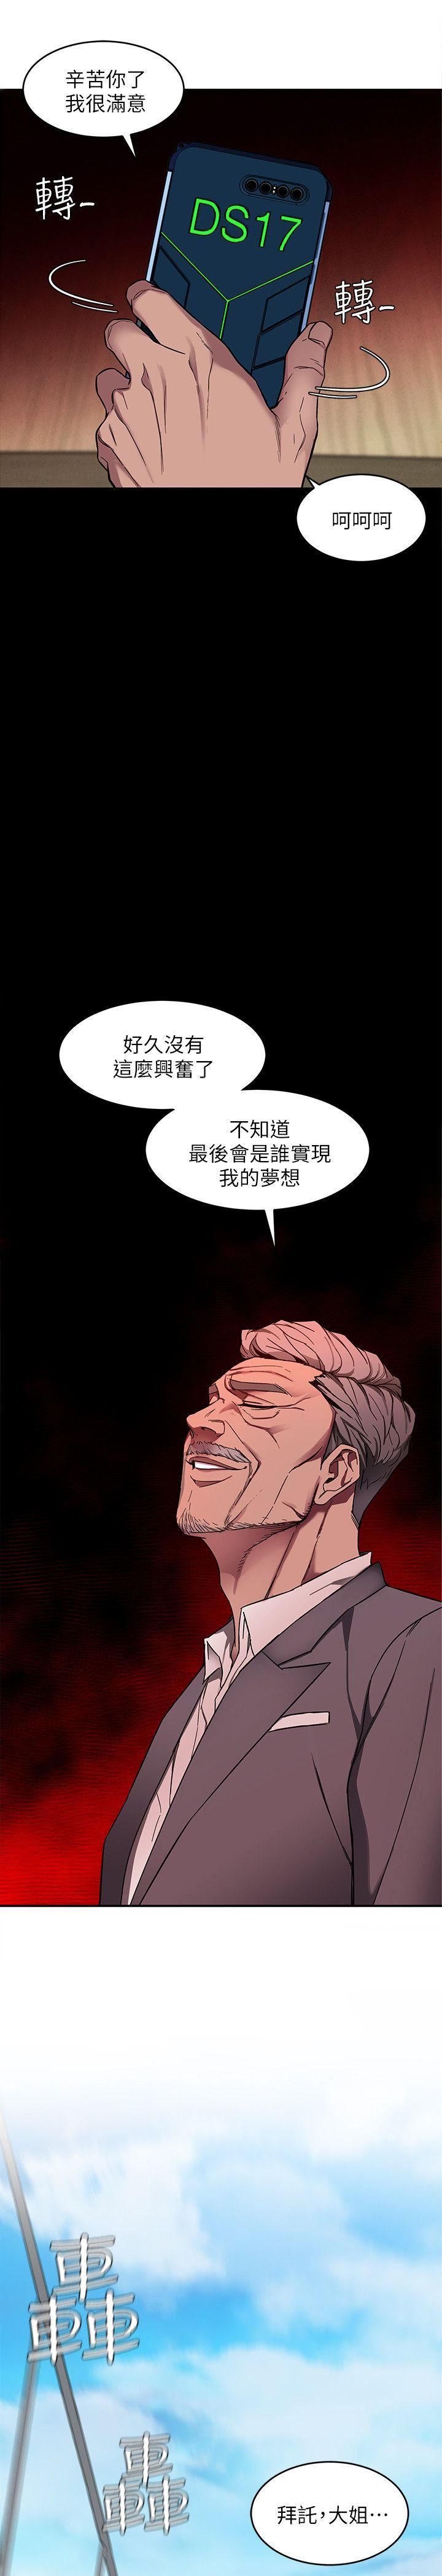 辛苦你了
我很滿意
轉-
DS17
轉-
呵呵呵
好久沒有
這麼興奮了
不知道
最後會是誰實現
我的夢想
轟
轟
拜託，大姐⋯